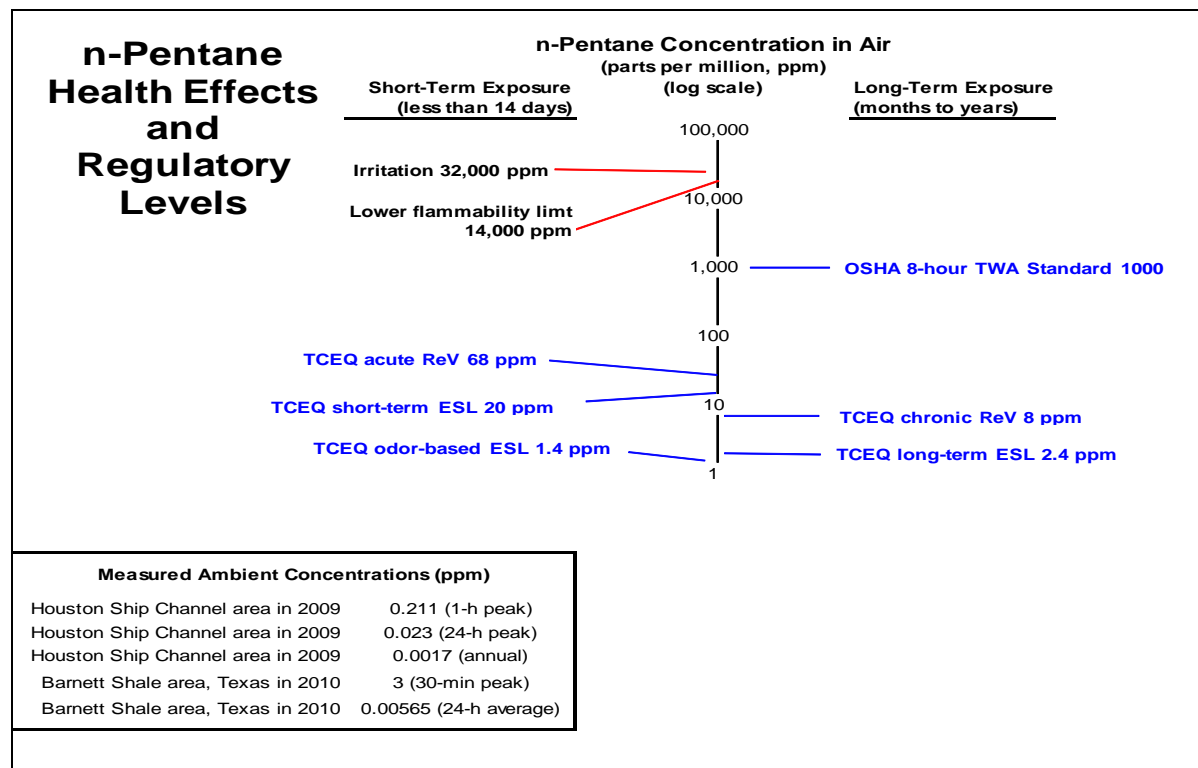 n-Pentane
Health Effects
and
Regulatory
Levels
n-Pentane Concentration in Air
(parts per million, ppm)
(log scale)
Short-Term Exposure
(less than 14 days)
Long-Term Exposure
(months to years)
100,000
Irritation 32,000 ppm
10,000
Lower flammability limt
14,000 ppm
1,000
OSHA 8-hour TWA Standard 1000
100
TCEQ acute ReV 68 ppm
TCEQ short-term ESL 20 ppm
10
TCEQ chronic ReV 8 ppm
TCEQ odor-based ESL 1.4 ppm
TCEQ long-term ESL 2.4 ppm
1
Measured Ambient Concentrations (ppm)
Houston Ship Channel area in 2009 0.211 (1-h peak)
Houston Ship Channel area in 2009 0.023 (24-h peak)
Houston Ship Channel area in 2009 0.0017 (annual)
Barnett Shale area, Texas in 2010 3 (30-min peak)
Barnett Shale area, Texas in 2010 0.00565 (24-h average)